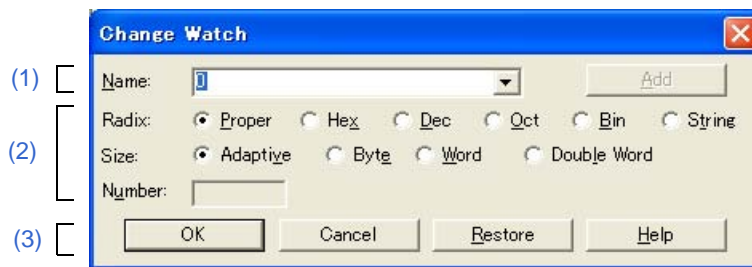 Change Watch
(1) Name: 0 Add
Radix: Proper Hex Dec Oct Bin String
(2)
Size: Adaptive Byte Word Double Word
Number:
(3) OK Cancel Restore Help